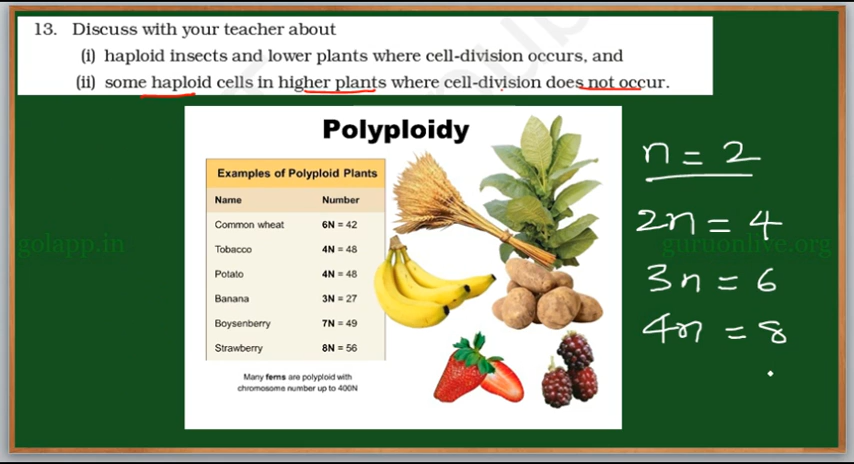 13. Discuss with your teacher about
(i) haploid insects and lower plants where cell-division occurs, and
(ii) some haploid cells in higher plants where cell-division does not occur.
Polyploidy
Examples of Polyploid Plants
Name Number
Common wheat 6N = 42
Tobacco 4N = 48
Potato 4N = 48
Banana 3N = 27
Boysenberry 7N = 49
Strawberry 8N = 56
Many ferns are polyploid with
chromosome number up to 400N
n = 2
2n = 4
3n = 6
4n = 8
golapp.in
guruonlive.org